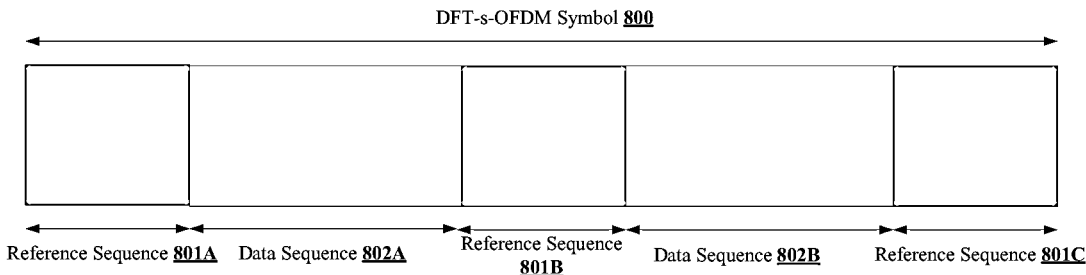 DFT-s-OFDM Symbol 800
Reference Sequence 801A
Data Sequence 802A
Reference Sequence
801B
Data Sequence 802B
Reference Sequence 801C